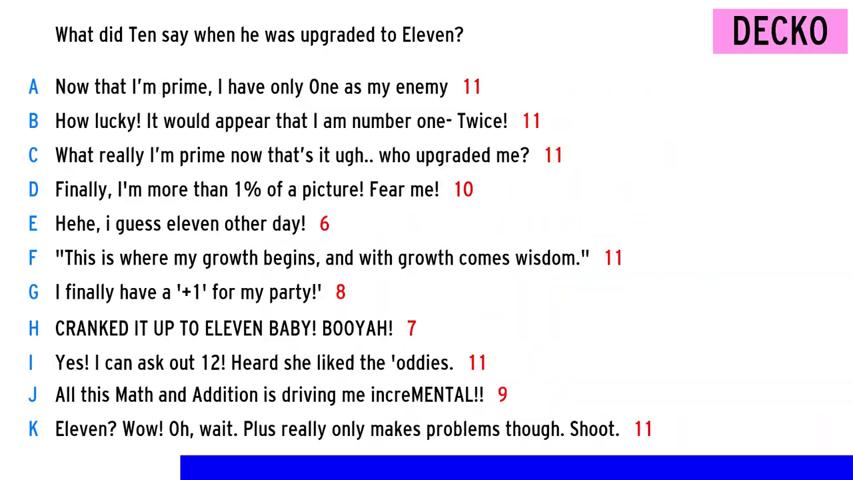 What did Ten say when he was upgraded to Eleven?
DECKO
A Now that I'm prime, I have only One as my enemy 11
B How lucky! It would appear that I am number one- Twice! 11
C What really I'm prime now that's it ugh.. who upgraded me? 11
D Finally, I'm more than 1% of a picture! Fear me! 10
E Hehe, i guess eleven other day! 6
F "This is where my growth begins, and with growth comes wisdom." 11
G I finally have a '+1' for my party!' 8
H CRANKED IT UP TO ELEVEN BABY! BOOYAH! 7
I Yes! I can ask out 12! Heard she liked the 'oddies. 11
J All this Math and Addition is driving me increMENTAL!! 9
K Eleven? Wow! Oh, wait. Plus really only makes problems though. Shoot. 11